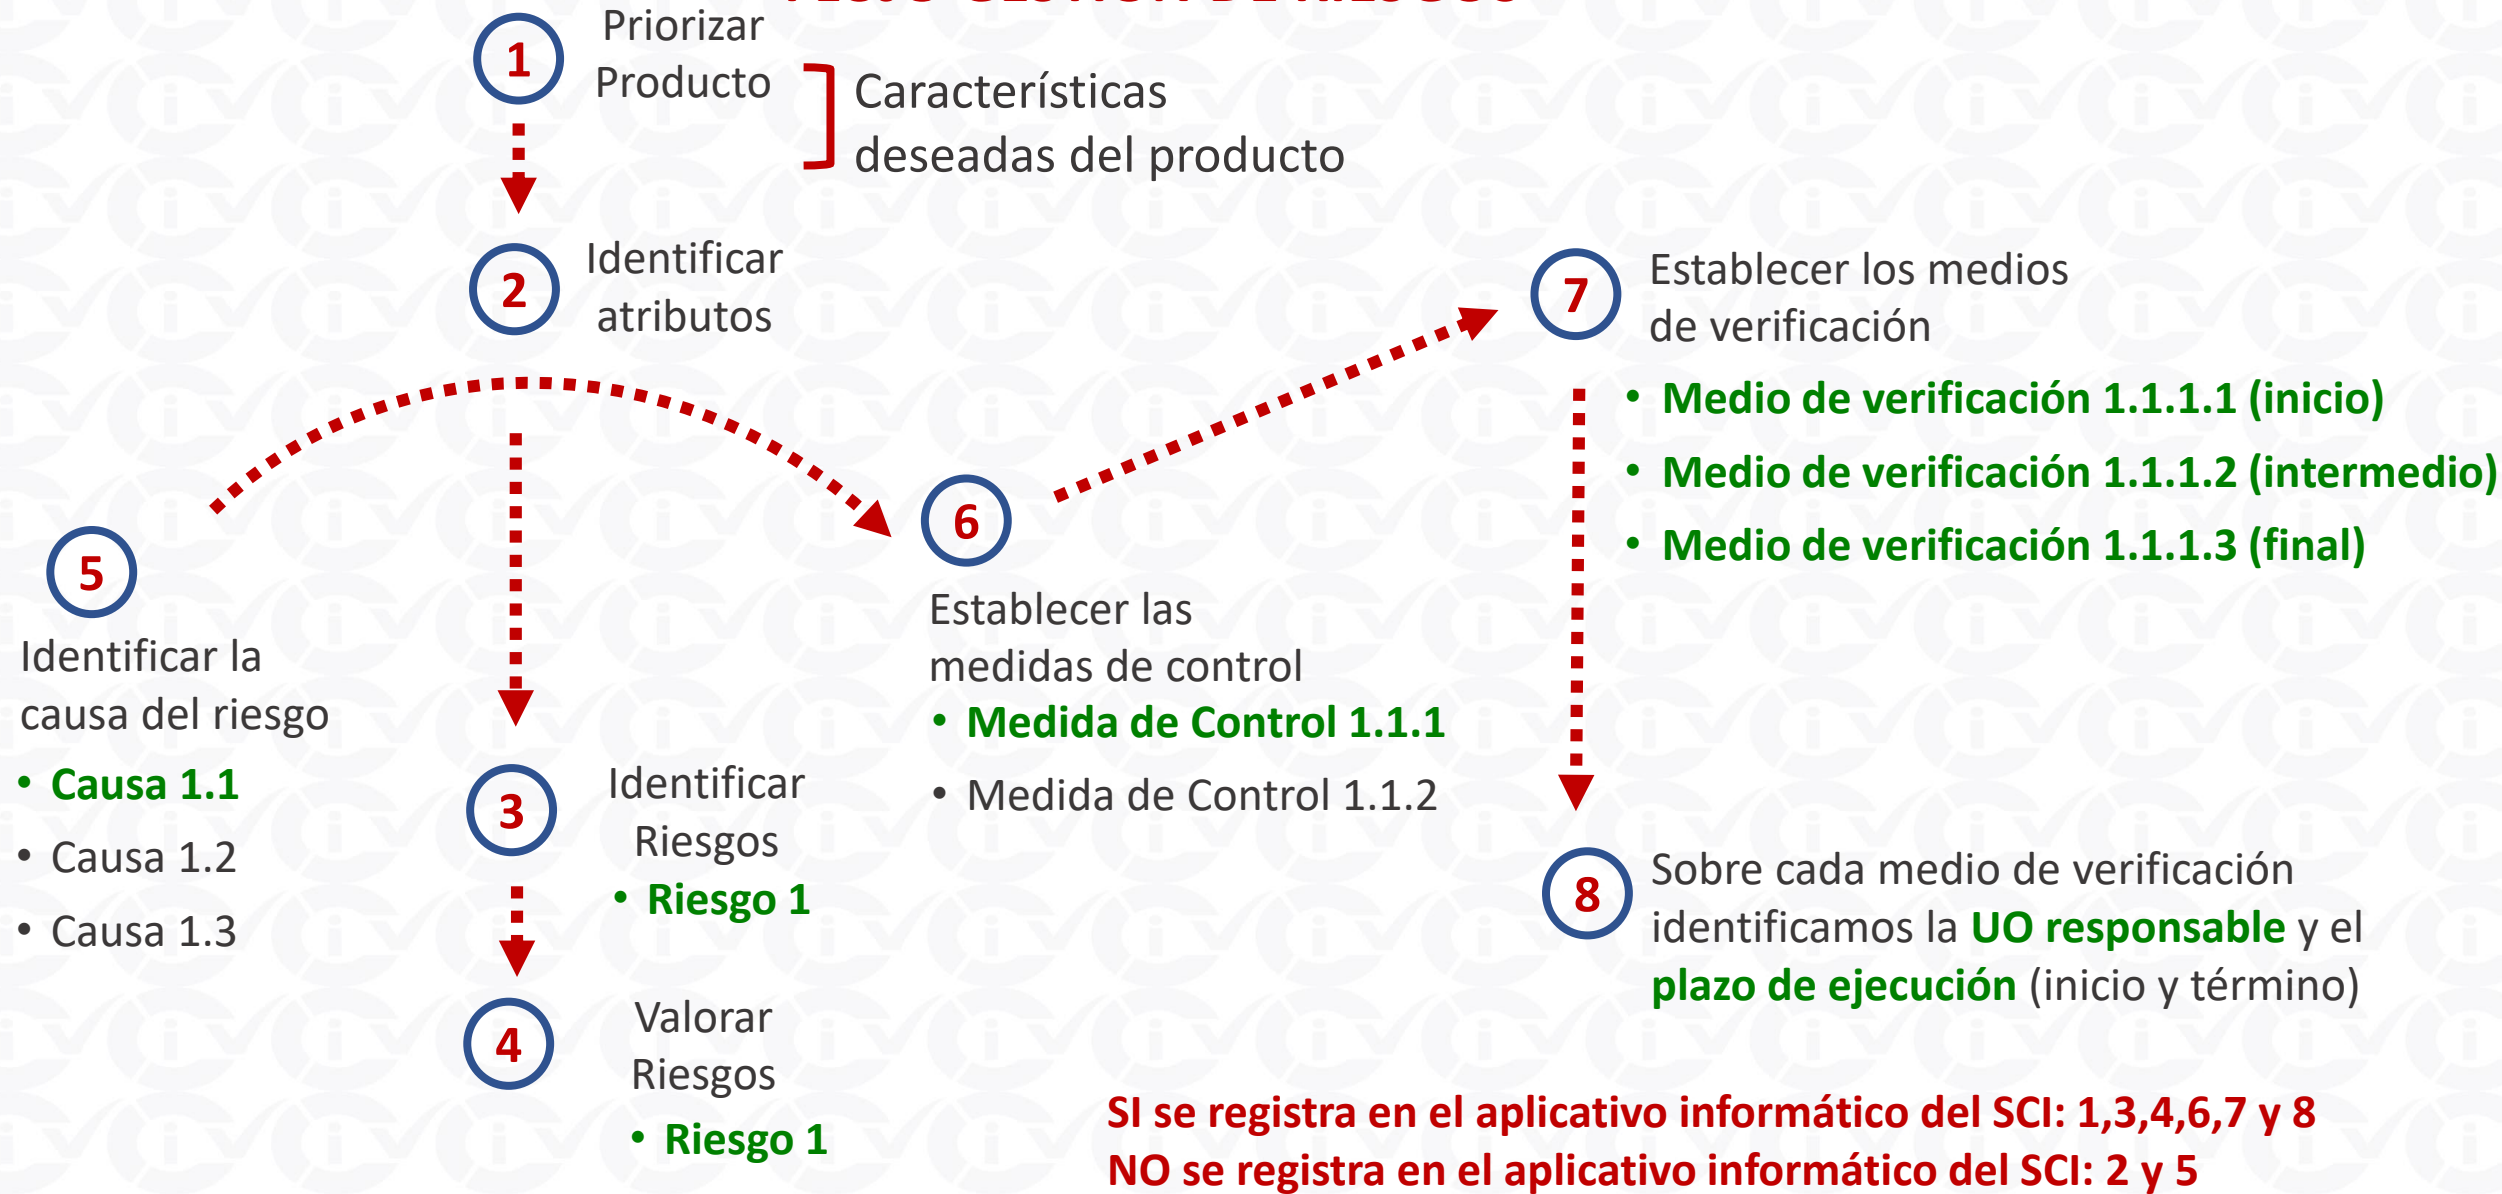 1
Priorizar
Producto
Características
deseadas del producto
2
Identificar
atributos
3
Identificar
Riesgos
• Riesgo 1
4
Valorar
Riesgos
• Riesgo 1
5
Identificar la
causa del riesgo
• Causa 1.1
• Causa 1.2
• Causa 1.3
6
Establecer las
medidas de control
• Medida de Control 1.1.1
• Medida de Control 1.1.2
7
Establecer los medios
de verificación
• Medio de verificación 1.1.1.1 (inicio)
• Medio de verificación 1.1.1.2 (intermedio)
• Medio de verificación 1.1.1.3 (final)
8
Sobre cada medio de verificación
identificamos la UO responsable y el
plazo de ejecución (inicio y término)
SI se registra en el aplicativo informático del SCI: 1,3,4,6,7 y 8
NO se registra en el aplicativo informático del SCI: 2 y 5